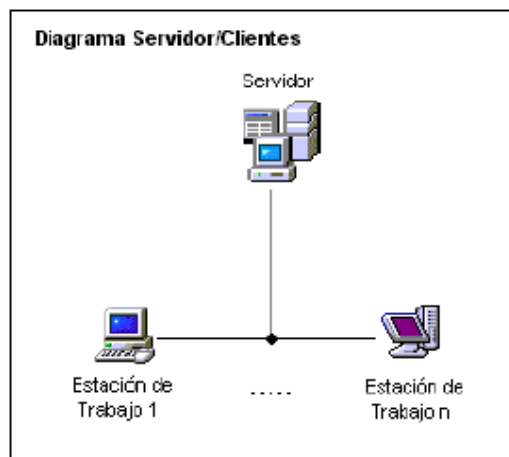 Diagrama Servidor/Clientes
Servidor
Estación de
Trabajo 1
.....
Estación de
Trabajo n